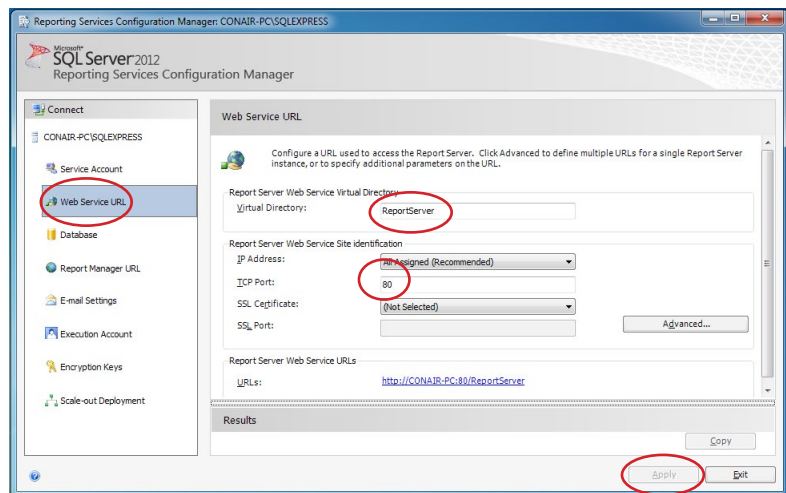 Reporting Services Configuration Manager: CONAIR-PC\SQLEXPRESS
Microsoft®
SQL Server 2012
Reporting Services Configuration Manager
Connect
CONAIR-PC\SQLEXPRESS
Service Account
Web Service URL
Database
Report Manager URL
E-mail Settings
Execution Account
Encryption Keys
Scale-out Deployment
Web Service URL
Configure a URL used to access the Report Server. Click Advanced to define multiple URLs for a single Report Server
instance, or to specify additional parameters on the URL.
Report Server Web Service Virtual Directory
Virtual Directory: ReportServer
Report Server Web Service Site identification
IP Address: All Assigned (Recommended)
TCP Port: 80
SSL Certificate: (Not Selected)
SSL Port:
Advanced...
Report Server Web Service URLs
URLs: http://CONAIR-PC:80/ReportServer
Results
Copy
Apply Exit